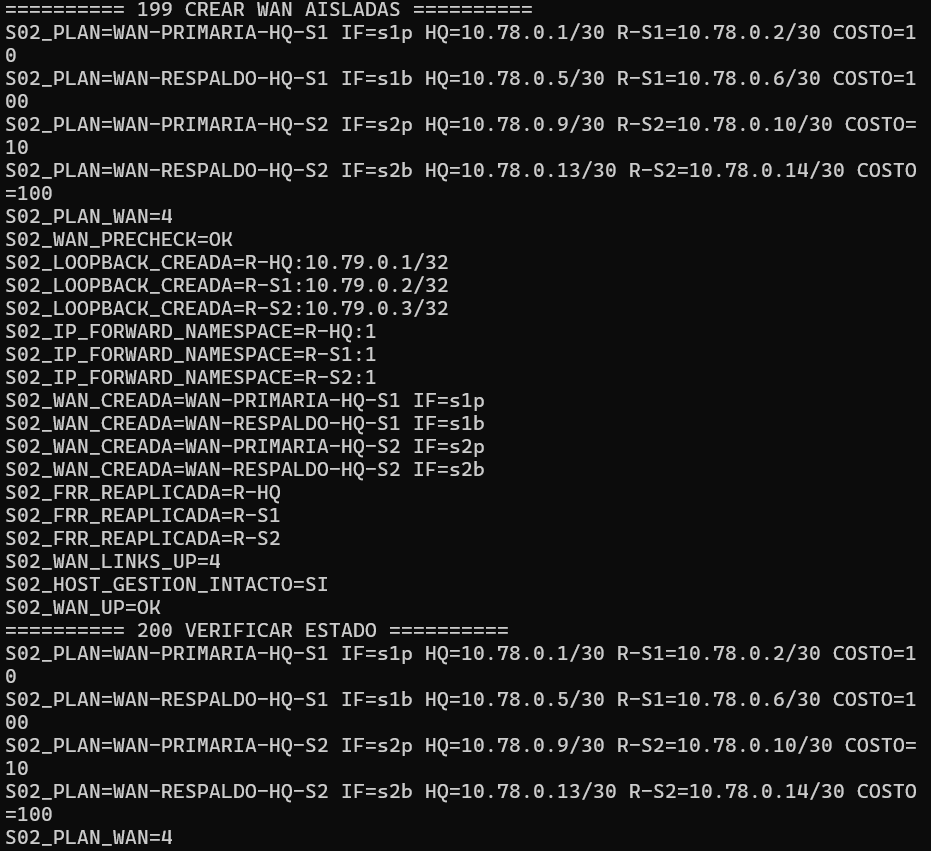 ========== 199 CREAR WAN AISLADAS ==========
S02_PLAN=WAN-PRIMARIA-HQ-S1 IF=s1p HQ=10.78.0.1/30 R-S1=10.78.0.2/30 COSTO=1
0
S02_PLAN=WAN-RESPALDO-HQ-S1 IF=s1b HQ=10.78.0.5/30 R-S1=10.78.0.6/30 COSTO=1
00
S02_PLAN=WAN-PRIMARIA-HQ-S2 IF=s2p HQ=10.78.0.9/30 R-S2=10.78.0.10/30 COSTO=
10
S02_PLAN=WAN-RESPALDO-HQ-S2 IF=s2b HQ=10.78.0.13/30 R-S2=10.78.0.14/30 COSTO
=100
S02_PLAN_WAN=4
S02_WAN_PRECHECK=OK
S02_LOOPBACK_CREADA=R-HQ:10.79.0.1/32
S02_LOOPBACK_CREADA=R-S1:10.79.0.2/32
S02_LOOPBACK_CREADA=R-S2:10.79.0.3/32
S02_IP_FORWARD_NAMESPACE=R-HQ:1
S02_IP_FORWARD_NAMESPACE=R-S1:1
S02_IP_FORWARD_NAMESPACE=R-S2:1
S02_WAN_CREADA=WAN-PRIMARIA-HQ-S1 IF=s1p
S02_WAN_CREADA=WAN-RESPALDO-HQ-S1 IF=s1b
S02_WAN_CREADA=WAN-PRIMARIA-HQ-S2 IF=s2p
S02_WAN_CREADA=WAN-RESPALDO-HQ-S2 IF=s2b
S02_FRR_REAPLICADA=R-HQ
S02_FRR_REAPLICADA=R-S1
S02_FRR_REAPLICADA=R-S2
S02_WAN_LINKS_UP=4
S02_HOST_GESTION_INTACTO=SI
S02_WAN_UP=OK
========== 200 VERIFICAR ESTADO ==========
S02_PLAN=WAN-PRIMARIA-HQ-S1 IF=s1p HQ=10.78.0.1/30 R-S1=10.78.0.2/30 COSTO=1
0
S02_PLAN=WAN-RESPALDO-HQ-S1 IF=s1b HQ=10.78.0.5/30 R-S1=10.78.0.6/30 COSTO=1
00
S02_PLAN=WAN-PRIMARIA-HQ-S2 IF=s2p HQ=10.78.0.9/30 R-S2=10.78.0.10/30 COSTO=
10
S02_PLAN=WAN-RESPALDO-HQ-S2 IF=s2b HQ=10.78.0.13/30 R-S2=10.78.0.14/30 COSTO
=100
S02_PLAN_WAN=4